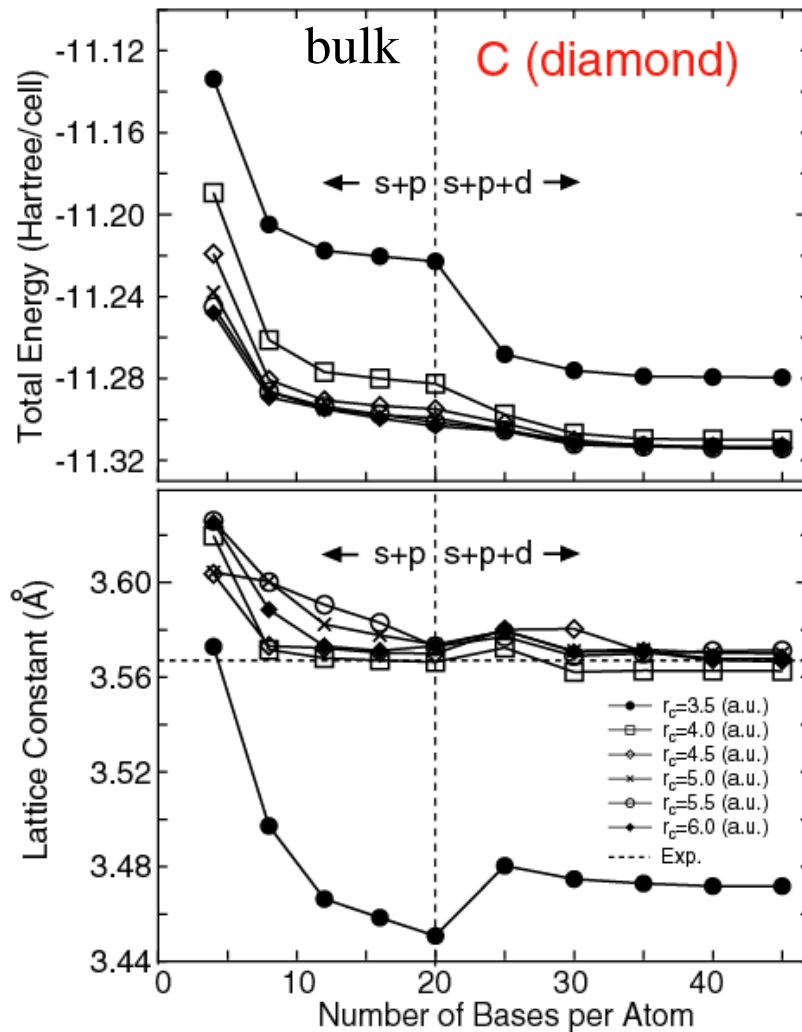 bulk
C (diamond)
-11.12
-11.16
-11.20
-11.24
-11.28
-11.32
Total Energy (Hartree/cell)
s+p s+p+d
3.60
3.56
3.52
3.48
3.44
Lattice Constant (Å)
s+p s+p+d
rc=3.5 (a.u.)
rc=4.0 (a.u.)
rc=4.5 (a.u.)
rc=5.0 (a.u.)
rc=5.5 (a.u.)
rc=6.0 (a.u.)
Exp.
0 10 20 30 40
Number of Bases per Atom